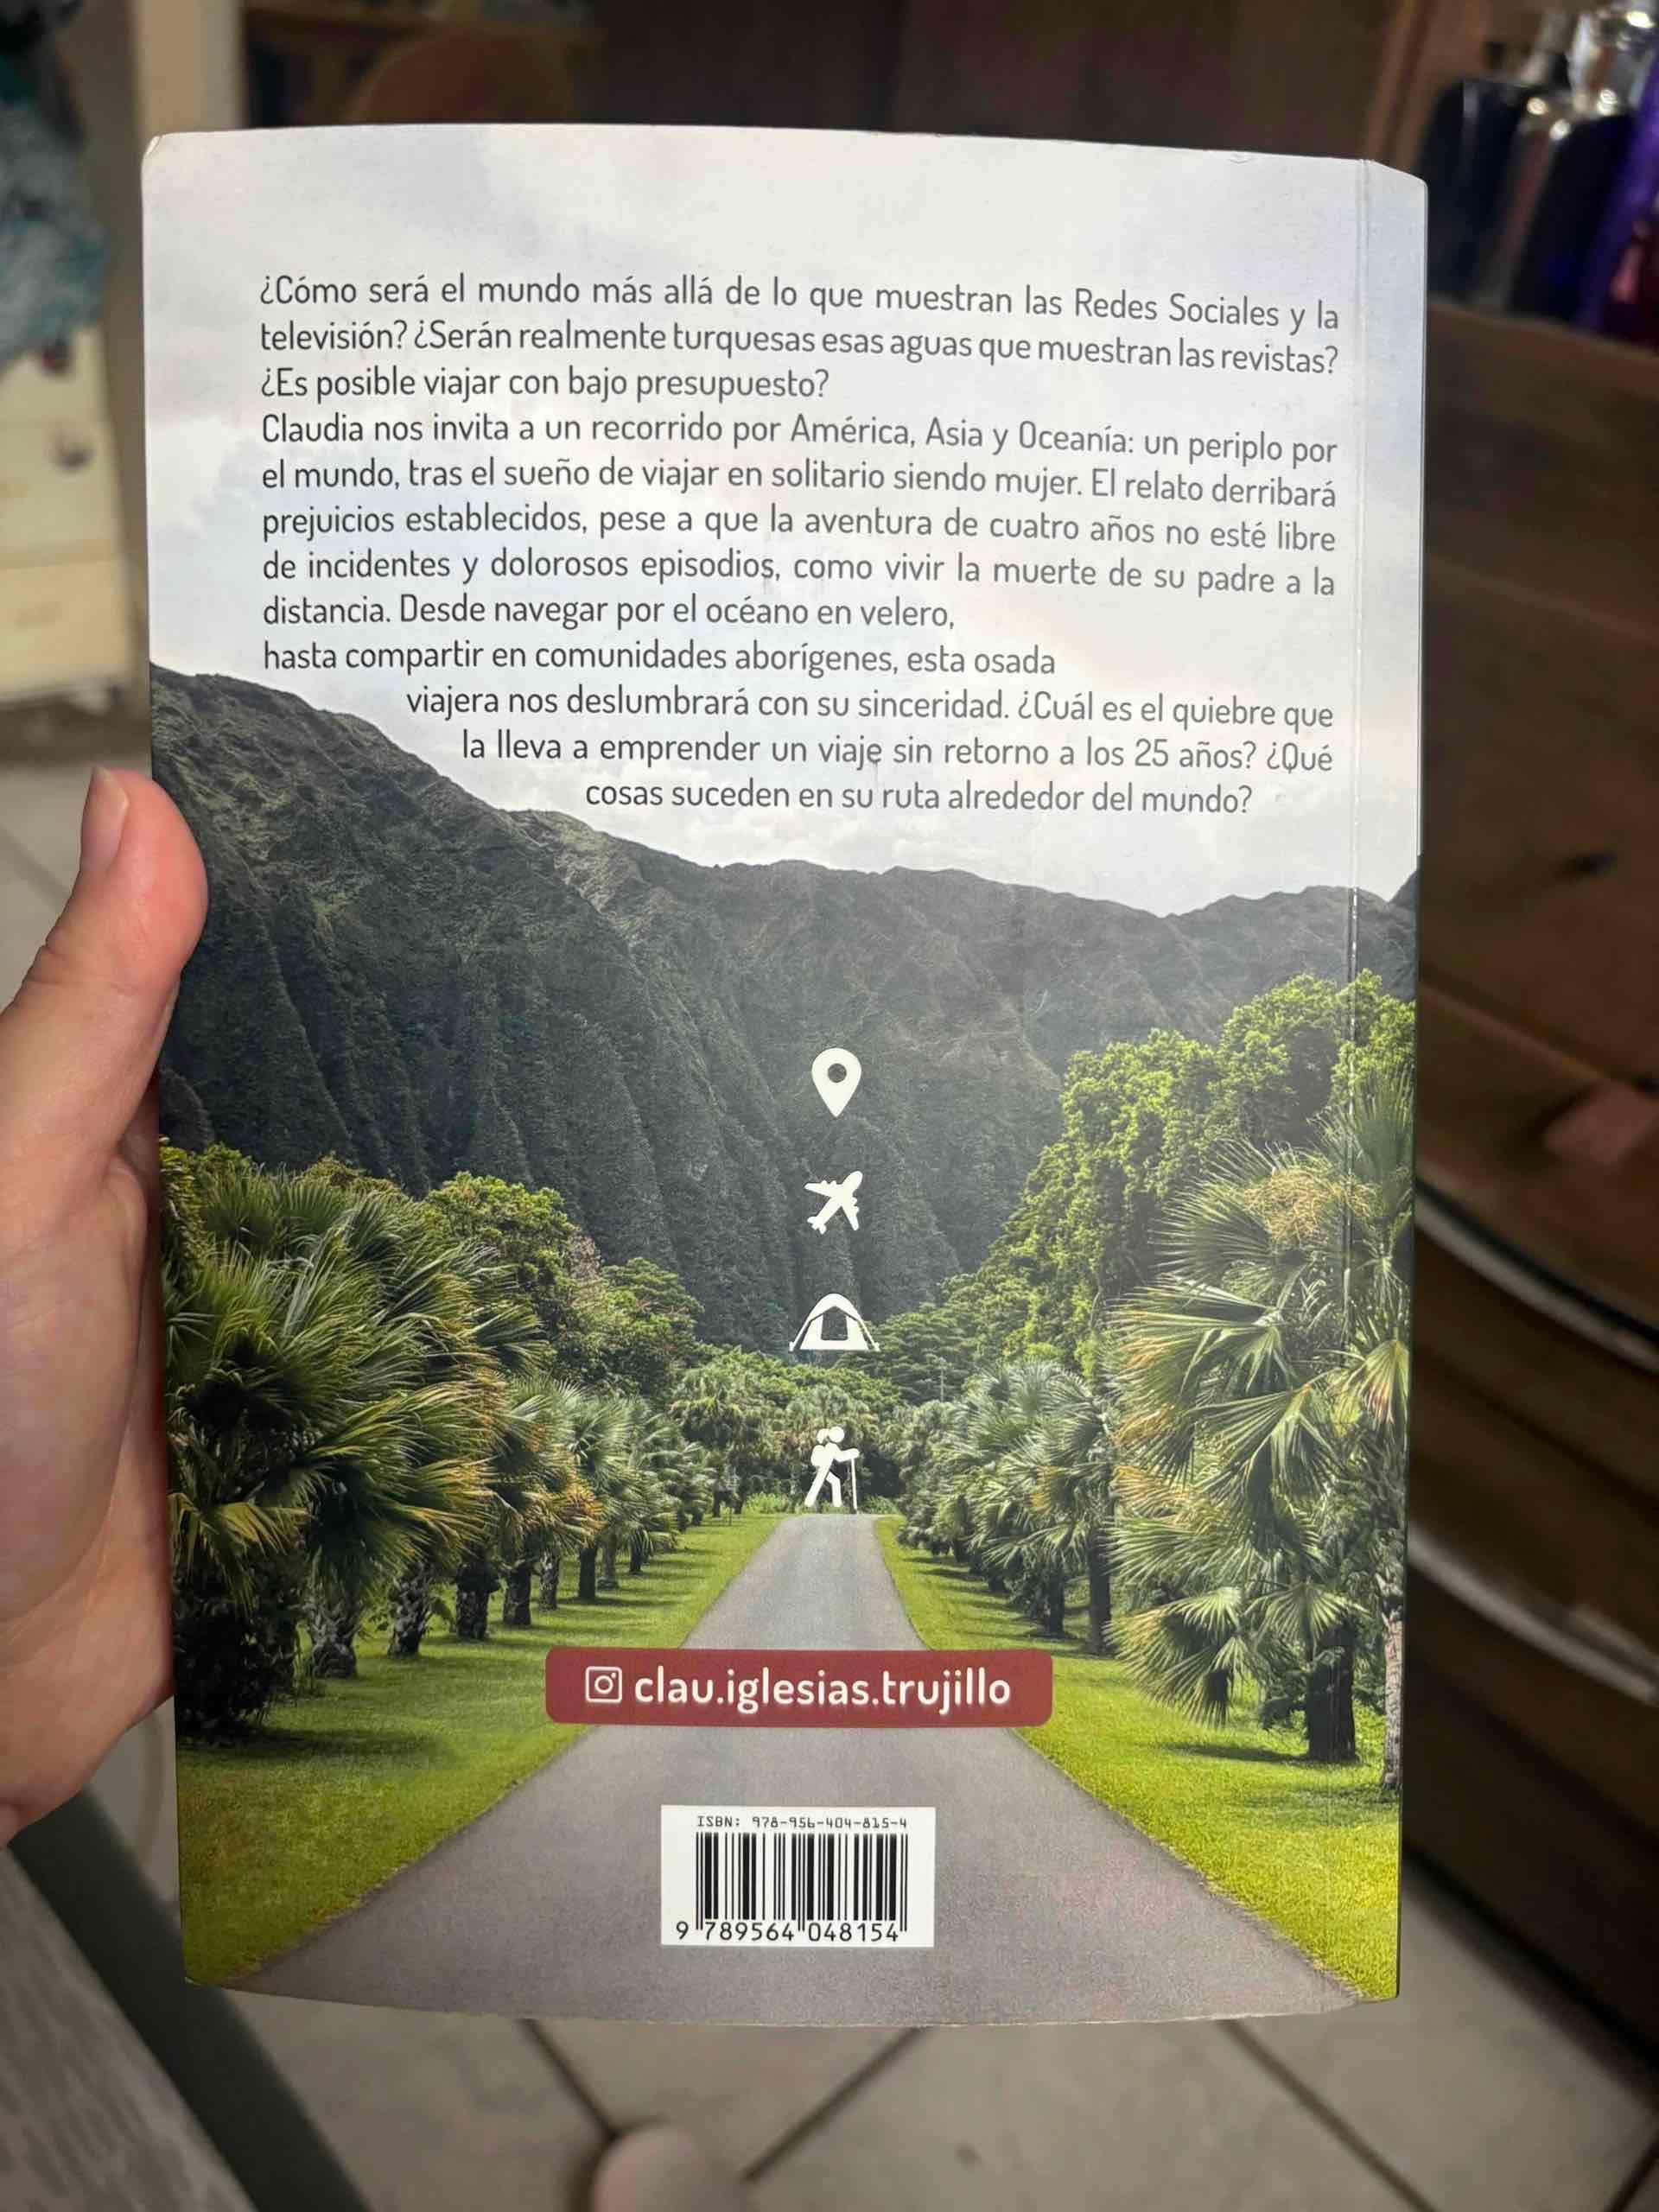 ¿Cómo será el mundo más allá de lo que muestran las Redes Sociales y la
televisión? ¿Serán realmente turquesas esas aguas que muestran las revistas?
¿Es posible viajar con bajo presupuesto?
Claudia nos invita a un recorrido por América, Asia y Oceanía: un periplo por
el mundo, tras el sueño de viajar en solitario siendo mujer. El relato derribará
prejuicios establecidos, pese a que la aventura de cuatro años no esté libre
de incidentes y dolorosos episodios, como vivir la muerte de su padre a la
distancia. Desde navegar por el océano en velero,
hasta compartir en comunidades aborígenes, esta osada
viajera nos deslumbrará con su sinceridad. ¿Cuál es el quiebre que
la lleva a emprender un viaje sin retorno a los 25 años? ¿Qué
cosas suceden en su ruta alrededor del mundo?
clau.iglesias.trujillo
ISBN: 978-956-404-815-4
9 789564 048154